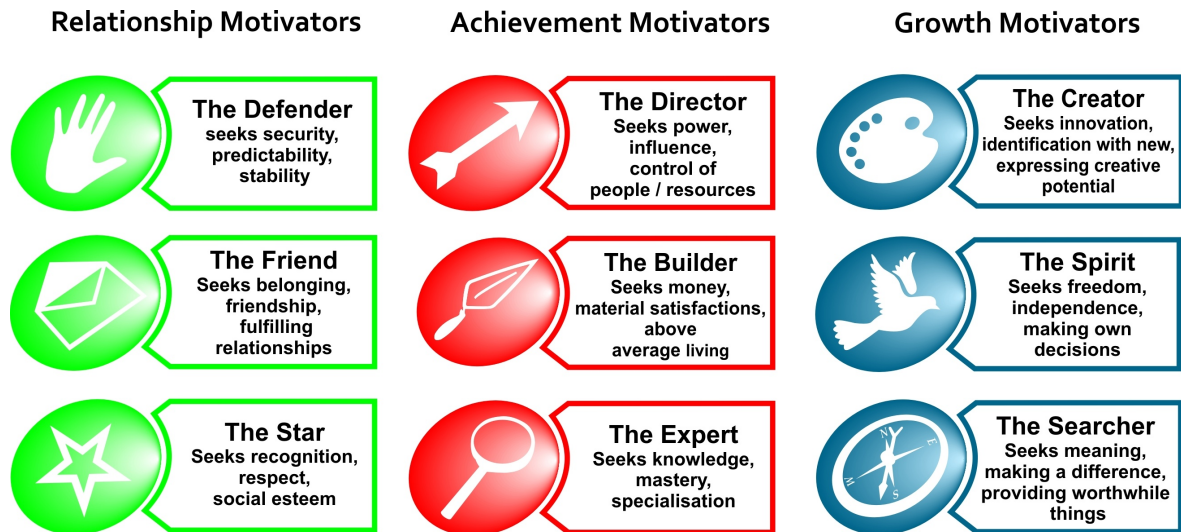 Relationship Motivators
The Defender
seeks security,
predictability,
stability
The Friend
Seeks belonging,
friendship,
fulfilling
relationships
The Star
Seeks recognition,
respect,
social esteem
Achievement Motivators
The Director
Seeks power,
influence,
control of
people / resources
The Builder
Seeks money,
material satisfactions,
above
average living
The Expert
Seeks knowledge,
mastery,
specialisation
Growth Motivators
The Creator
Seeks innovation,
identification with new,
expressing creative
potential
The Spirit
Seeks freedom,
independence,
making own
decisions
N
E
W
S
The Searcher
Seeks meaning,
making a difference,
providing worthwhile
things